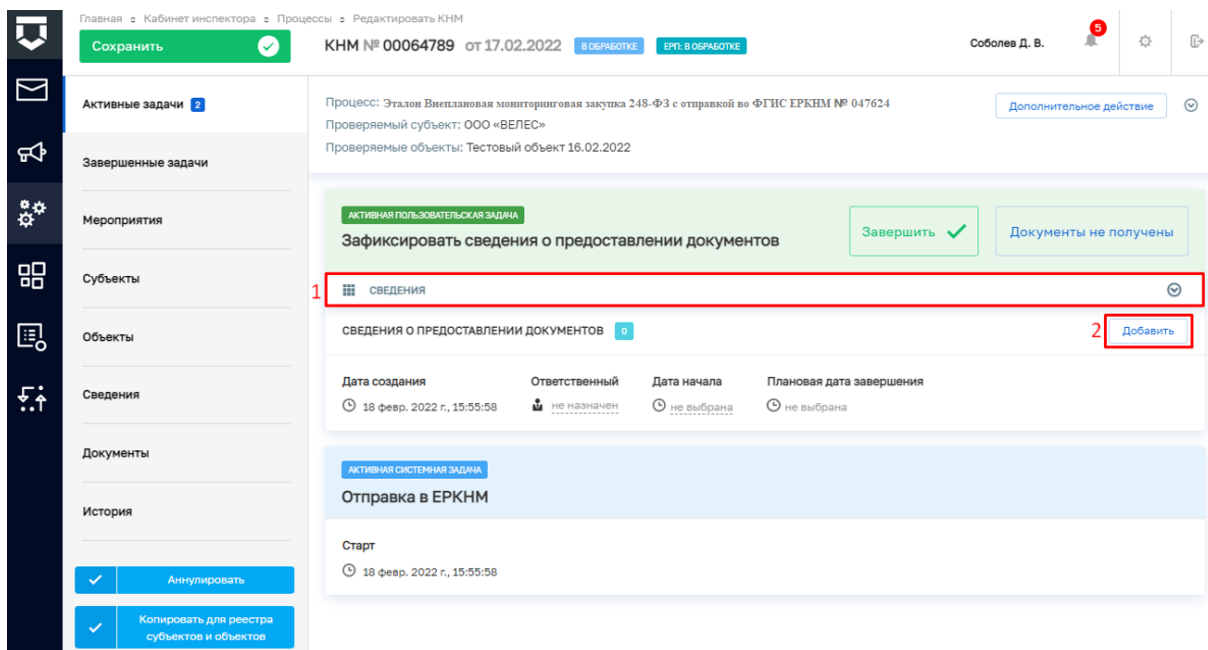 Главная Кабинет инспектора Процессы Редактировать КНМ
Сохранить
КНМ № 00064789 от 17.02.2022 В ОБРАБОТКЕ ЕРП: В ОБРАБОТКЕ
Соболев Д. В.
5
Активные задачи 2
Завершенные задачи
Мероприятия
Субъекты
Объекты
Сведения
Документы
История
Аннулировать
Копировать для реестра
субъектов и объектов
Процесс: Эталон Внеплановая мониторинговая закупка 248-ФЗ с отправкой во ФГИС ЕРКНМ № 047624
Проверяемый субъект: ООО «ВЕЛЕС»
Проверяемые объекты: Тестовый объект 16.02.2022
Дополнительное действие
АКТИВНАЯ ПОЛЬЗОВАТЕЛЬСКАЯ ЗАДАЧА
Зафиксировать сведения о предоставлении документов
Завершить
Документы не получены
1 СВЕДЕНИЯ
СВЕДЕНИЯ О ПРЕДОСТАВЛЕНИИ ДОКУМЕНТОВ 0
2 Добавить
Дата создания Ответственный Дата начала Плановая дата завершения
18 февр. 2022 г., 15:55:58 не назначен не выбрана не выбрана
АКТИВНАЯ СИСТЕМНАЯ ЗАДАЧА
Отправка в ЕРКНМ
Старт
18 февр. 2022 г., 15:55:58